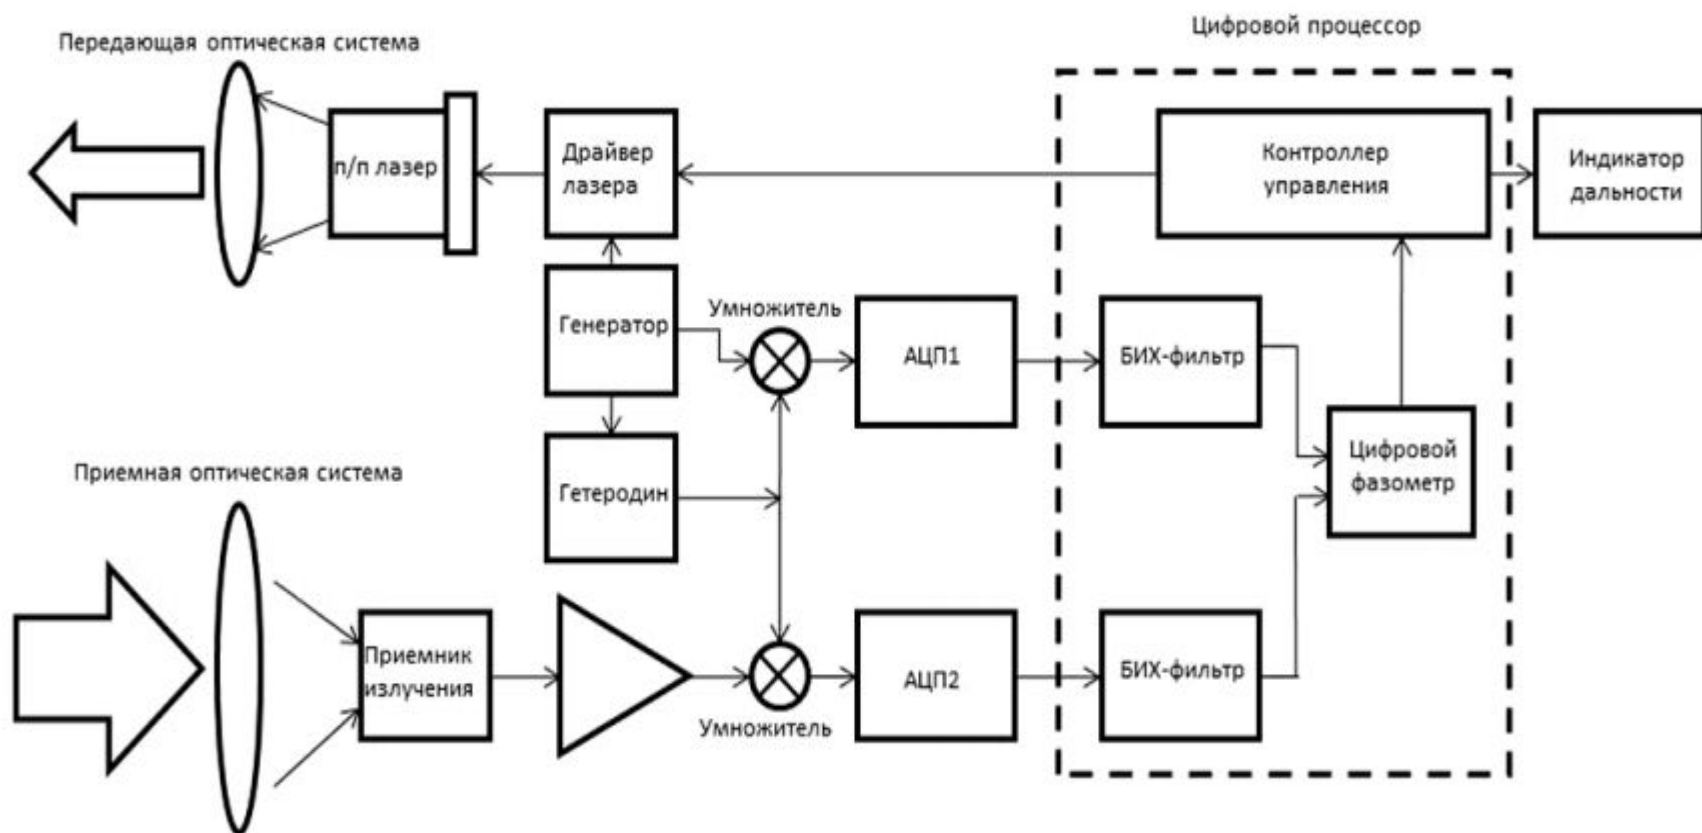 Цифровой процессор
Передающая оптическая система
п/п лазер
Драйвер
лазера
Контроллер
управления
Индикатор
дальности
Генератор
Умножитель
АЦП1
БИХ-фильтр
Цифровой
фазометр
Гетеродин
Приемная оптическая система
Приемник
излучения
Умножитель
АЦП2
БИХ-фильтр